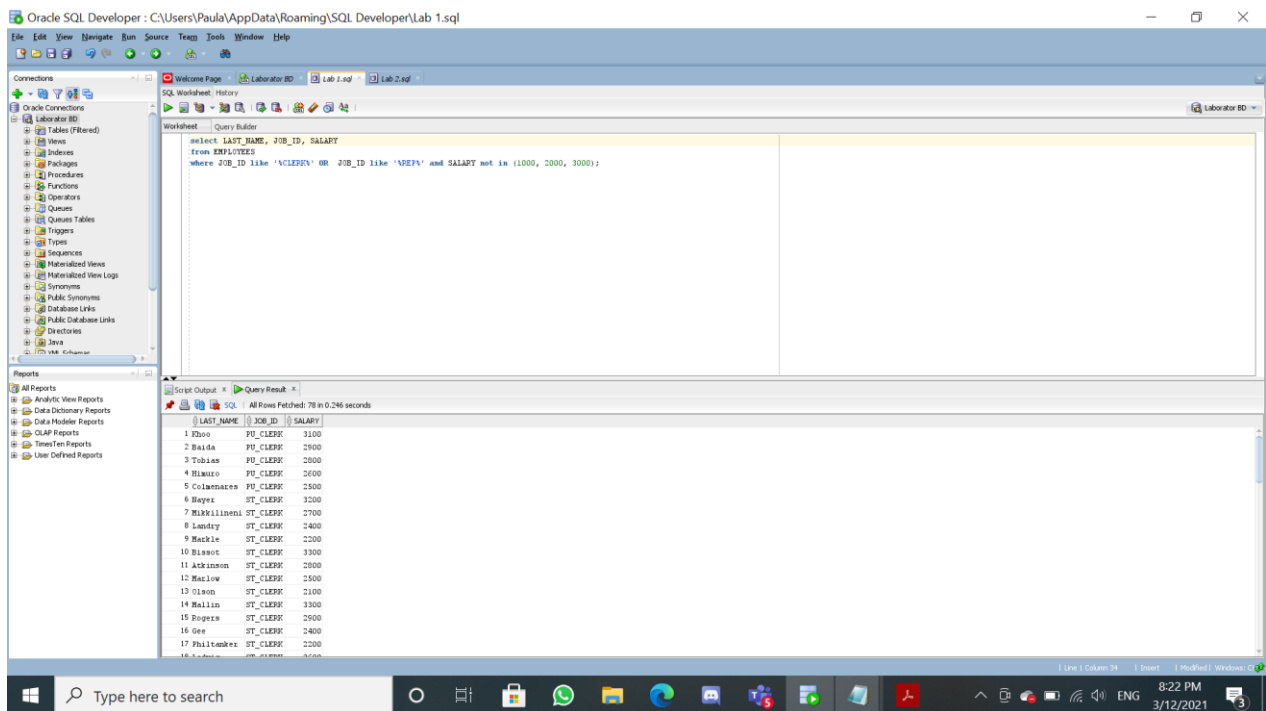 Oracle SQL Developer : C:\Users\Paula\AppData\Roaming\SQL Developer\Lab 1.sql
File Edit View Navigate Run Source Team Tools Window Help
Connections
Welcome Page
Laborator BD
Lab 1.sql
Lab 2.sql
SQL Worksheet History
Oracle Connections
Laborator BD
Laborator BD
Tables (Filtered)
Views
Indexes
Packages
Procedures
Functions
Operators
Queues
Queues Tables
Triggers
Types
Sequences
Materialized Views
Materialized View Logs
Synonyms
Public Synonyms
Database Links
Public Database Links
Directories
Java
XML Schemas
Worksheet Query Builder
select LAST_NAME, JOB_ID, SALARY
from EMPLOYEES
where JOB_ID like '%CLERK%' OR JOB_ID like '%REP%' and SALARY not in (1000, 2000, 3000);
Reports
All Reports
Analytic View Reports
Data Dictionary Reports
Data Modeler Reports
OLAP Reports
TimesTen Reports
User Defined Reports
Script Output x Query Result x
SQL | All Rows Fetched: 78 in 0.246 seconds
LAST_NAME JOB_ID SALARY
1 Khoo PU_CLERK 3100
2 Baida PU_CLERK 2900
3 Tobias PU_CLERK 2800
4 Himuro PU_CLERK 2600
5 Colmenares PU_CLERK 2500
6 Nayer ST_CLERK 3200
7 Mikkilineni ST_CLERK 2700
8 Landry ST_CLERK 2400
9 Markle ST_CLERK 2200
10 Bissot ST_CLERK 3300
11 Atkinson ST_CLERK 2800
12 Marlow ST_CLERK 2500
13 Olson ST_CLERK 2100
14 Mallin ST_CLERK 3300
15 Rogers ST_CLERK 2900
16 Gee ST_CLERK 2400
17 Philtanker ST_CLERK 2200
| Line 1 Column 34 | Insert | Modified | Windows:
Type here to search
ENG
8:22 PM
3/12/2021
3